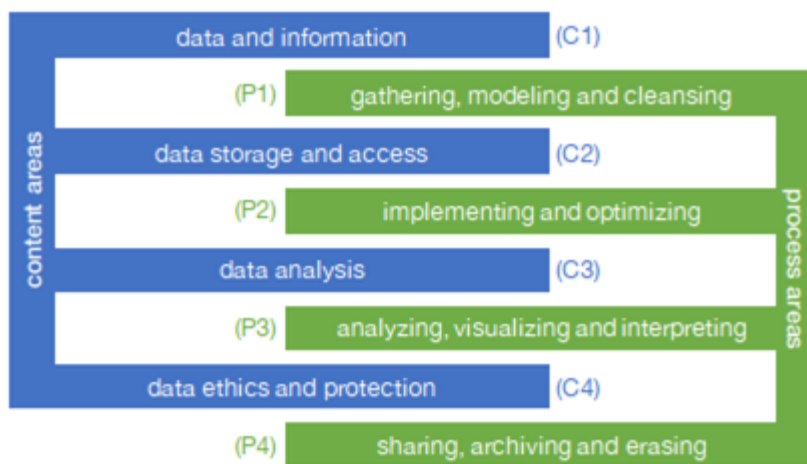 data and information (C1)
(P1) gathering, modeling and cleansing
data storage and access (C2)
(P2) implementing and optimizing
data analysis (C3)
(P3) analyzing, visualizing and interpreting
data ethics and protection (C4)
(P4) sharing, archiving and erasing
content areas
process areas